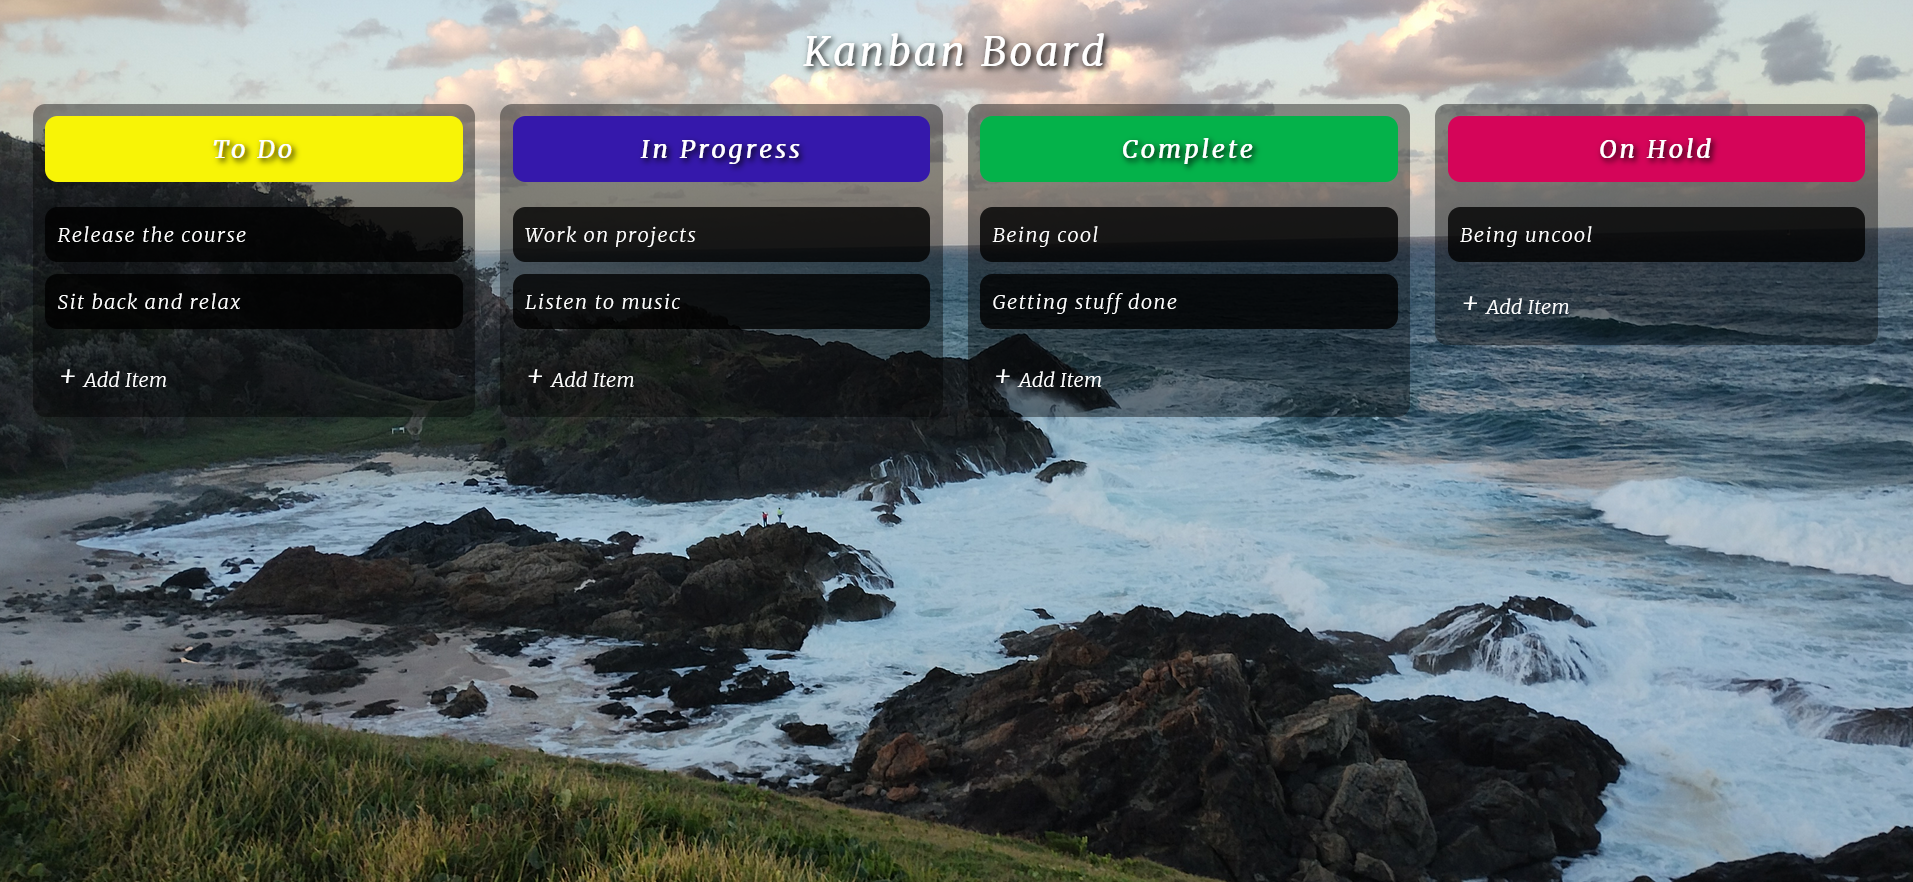 Kanban Board
To Do
Release the course
Sit back and relax
+ Add Item
In Progress
Work on projects
Listen to music
+ Add Item
Complete
Being cool
Getting stuff done
+ Add Item
On Hold
Being uncool
+ Add Item